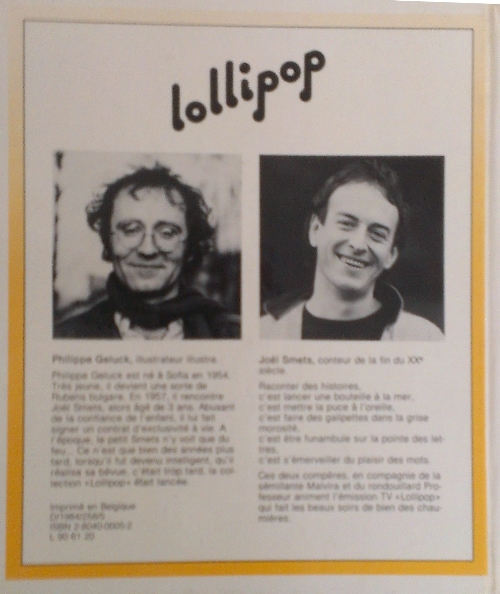 lollipop
Philippe Geluck, illustrateur illustre.
Philippe Geluck est né à Sofia en 1954.
Très jeune, il devient une sorte de
Rubens bulgare. En 1957, il rencontre
Joël Smets, alors âgé de 3 ans. Abusant
de la confiance de l'enfant, il lui fait
signer un contrat d'exclusivité à vie. A
l'époque, le petit Smets n'y voit que du
feu... Ce n'est que bien des années plus
tard, lorsqu'il fut devenu intelligent, qu'il
réalisa sa bévue, c'était trop tard, la col-
lection «Lollipop» était lancée.
Imprimé en Belgique
D/1984/258/5
ISBN 2-8040-0005-2
L 90 61 20
Joël Smets, conteur de la fin du XXe
siècle.
Raconter des histoires,
c'est lancer une bouteille à la mer,
c'est mettre la puce à l'oreille,
c'est faire des galipettes dans la grise
morosité,
c'est être funambule sur la pointe des let-
tres,
c'est s'émerveiller du plaisir des mots.
Ces deux compères, en compagnie de la
sémillante Malvira et du rondouillard Pro-
fesseur animent l'émission TV «Lollipop»
qui fait les beaux soirs de bien des chau-
mières.